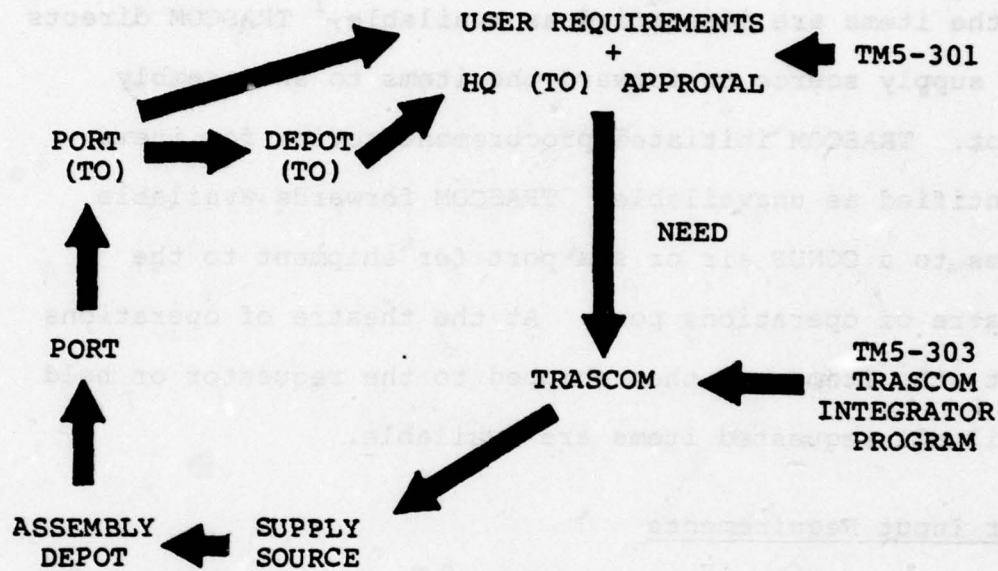 USER REQUIREMENTS
+
HQ (TO) APPROVAL
TM5-301
PORT
(TO)
DEPOT
(TO)
NEED
PORT
TRASCOM
TM5-303
TRASCOM
INTEGRATOR
PROGRAM
ASSEMBLY
DEPOT
SUPPLY
SOURCE